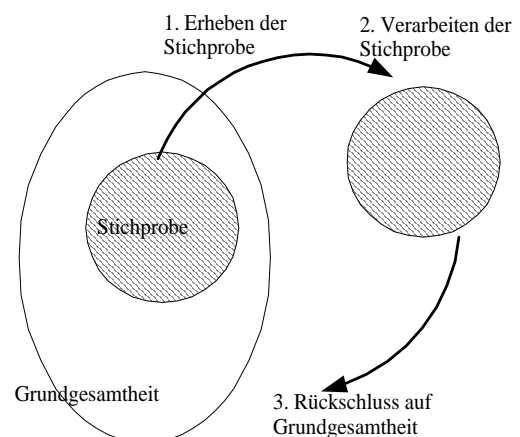 1. Erheben der
Stichprobe
2. Verarbeiten der
Stichprobe
Stichprobe
Grundgesamtheit
3. Rückschluss auf
Grundgesamtheit